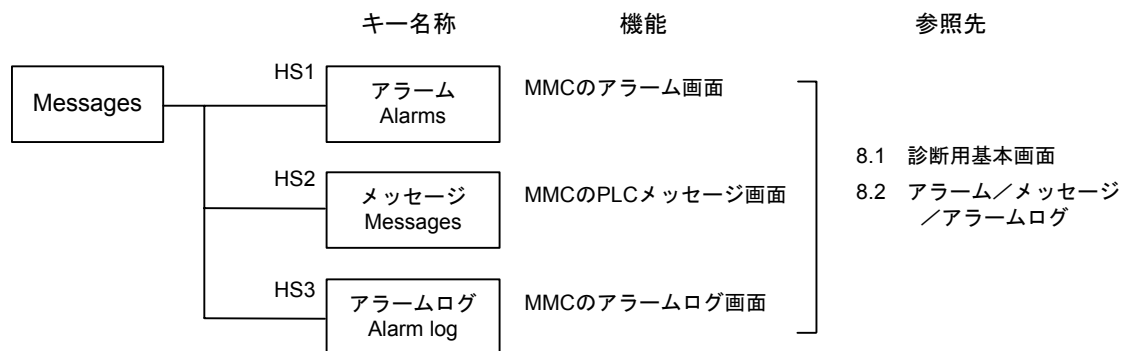 キー名称 機能 参照先
Messages
HS1
アラーム
Alarms
MMCのアラーム画面
HS2
メッセージ
Messages
MMCのPLCメッセージ画面
HS3
アラームログ
Alarm log
MMCのアラームログ画面
8.1 診断用基本画面
8.2 アラーム／メッセージ
／アラームログ